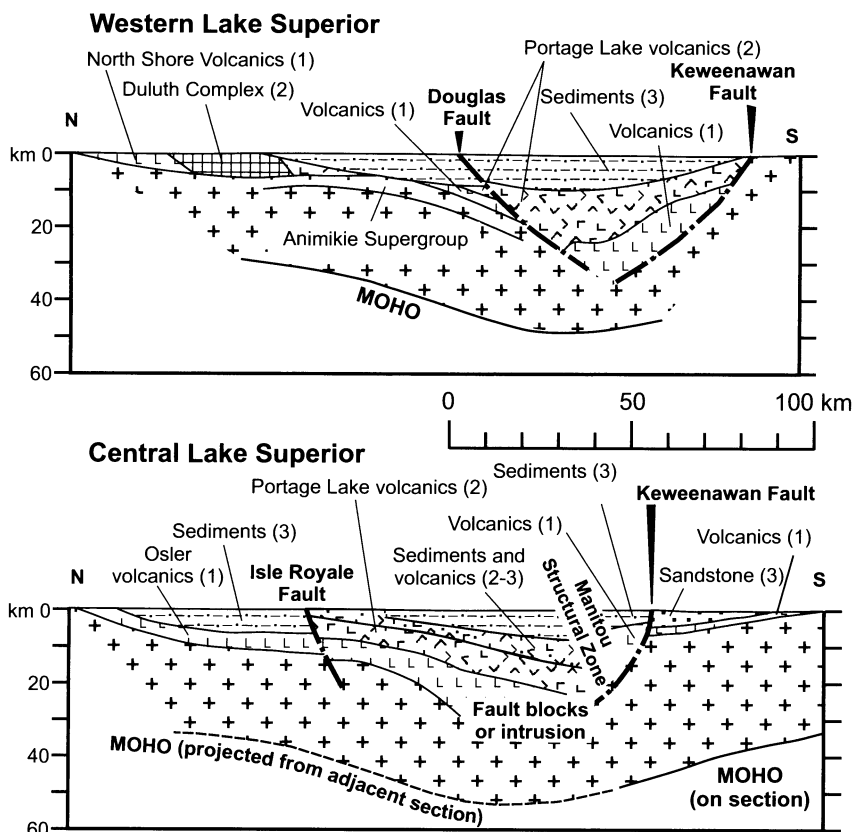 Western Lake Superior
North Shore Volcanics (1)
Duluth Complex (2)
Volcanics (1)
Douglas
Fault
Portage Lake volcanics (2)
Sediments (3)
Keweenawan
Fault
Volcanics (1)
N
S
km 0
20
40
60
Animikie Supergroup
MOHO
0
50
100 km
Central Lake Superior
Sediments (3)
Portage Lake volcanics (2)
Keweenawan Fault
Sediments (3)
Volcanics (1)
Volcanics (1)
Osler
volcanics (1)
Isle Royale
Fault
Sediments and
volcanics (2-3)
Manitou
Structural Zone
Sandstone (3)
N
S
km 0
20
40
60
Fault blocks
or intrusion
MOHO (projected from adjacent section)
MOHO
(on section)